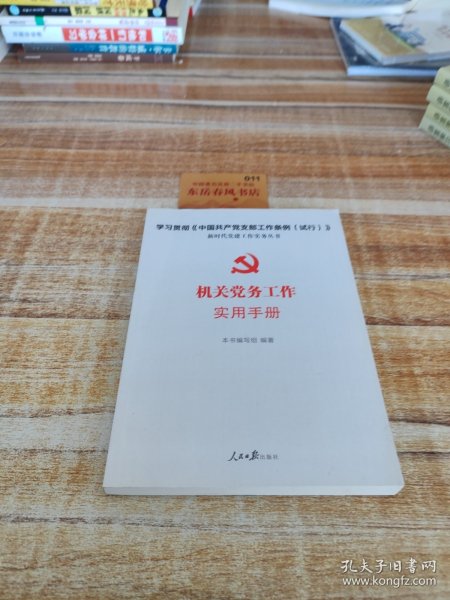 011
东岳春风书店
学习贯彻《中国共产党支部工作条例（试行）》
新时代党建工作实务丛书
机关党务工作
实用手册
本书编写组 编著
人民日报出版社
孔夫子旧书网
www.kongfz.com